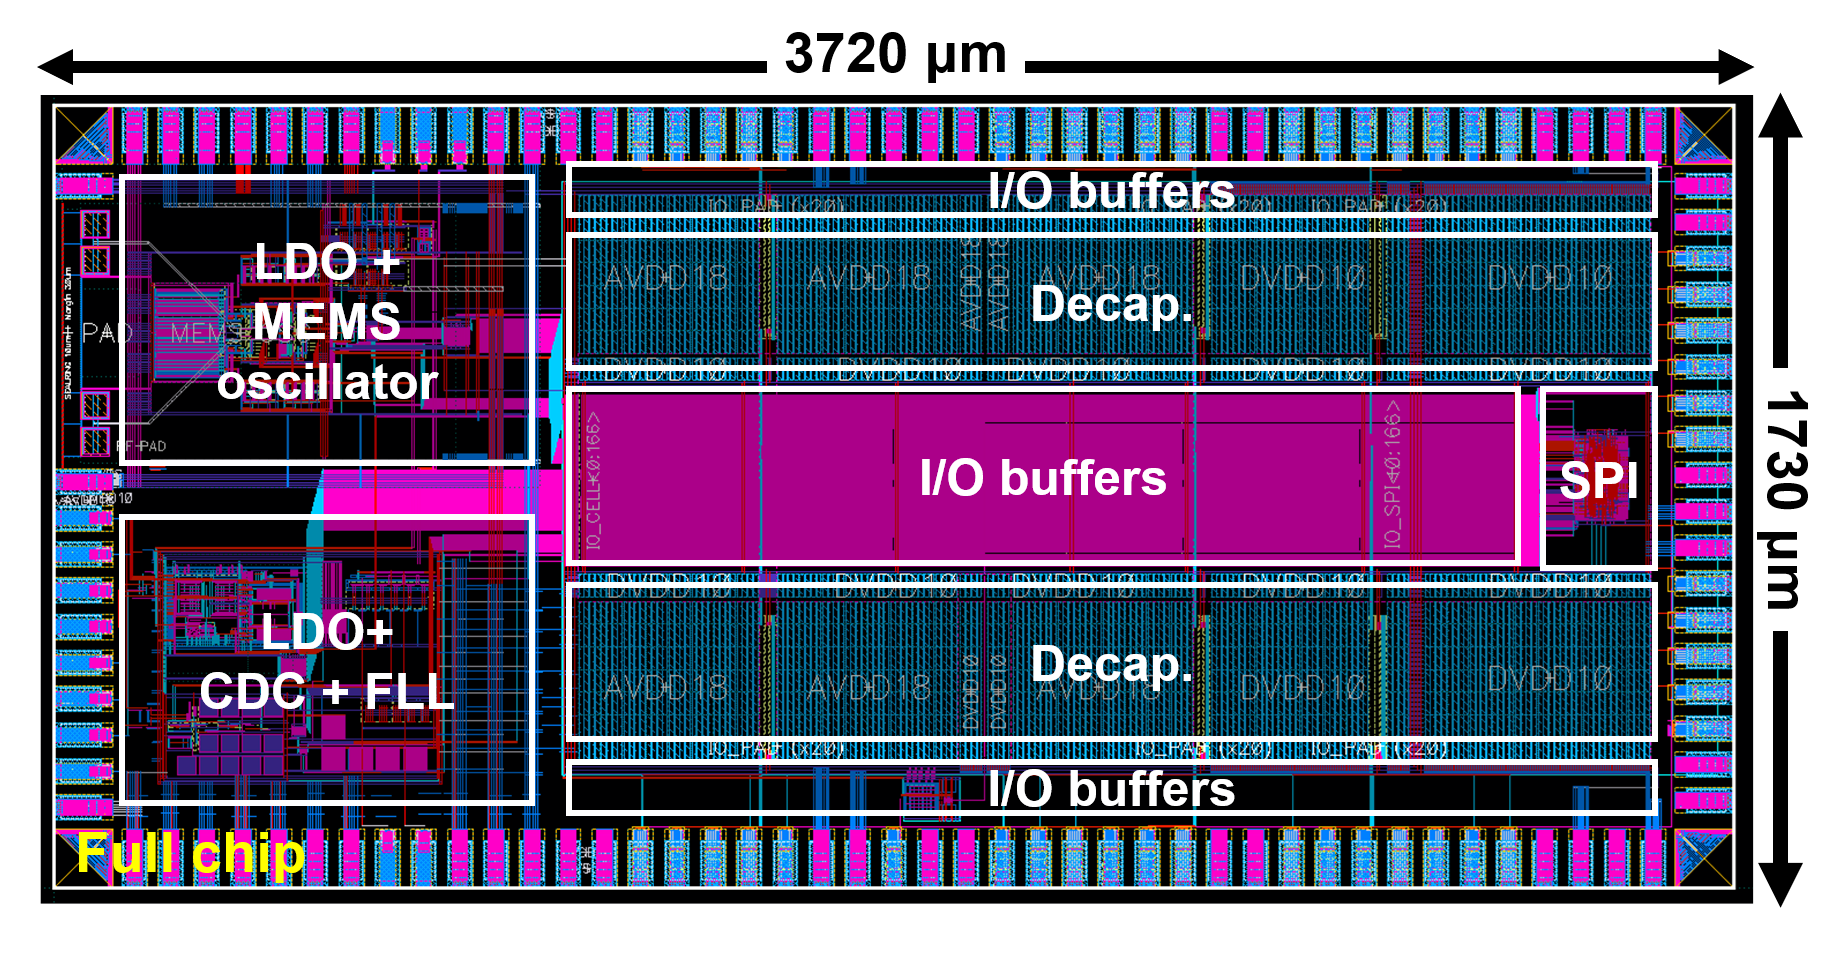 3720 µm
I/O buffers
IO_PAD (x20)
IO_PAD (x20)
LDO +
MEMS
oscillator
AVDD18
AVDD18
AVDD18
AVDD18
AVDD18
DVDD10
DVDD10
Decap.
PAD
DVDD10
DVDD10
DVDD10
DVDD10
DVDD10
RF-PAD
IO_CELL<0:166>
I/O buffers
IO_SPI<0:166>
SPI
1730 µm
DVDD10
DVDD10
DVDD10
DVDD10
DVDD10
LDO+
CDC + FLL
AVDD18
AVDD18
DVDD10
DVDD10
AVDD18
DVDD10
DVDD10
Decap.
IO_PAD (x20)
IO_PAD (x20)
IO_PAD (x20)
I/O buffers
Full chip